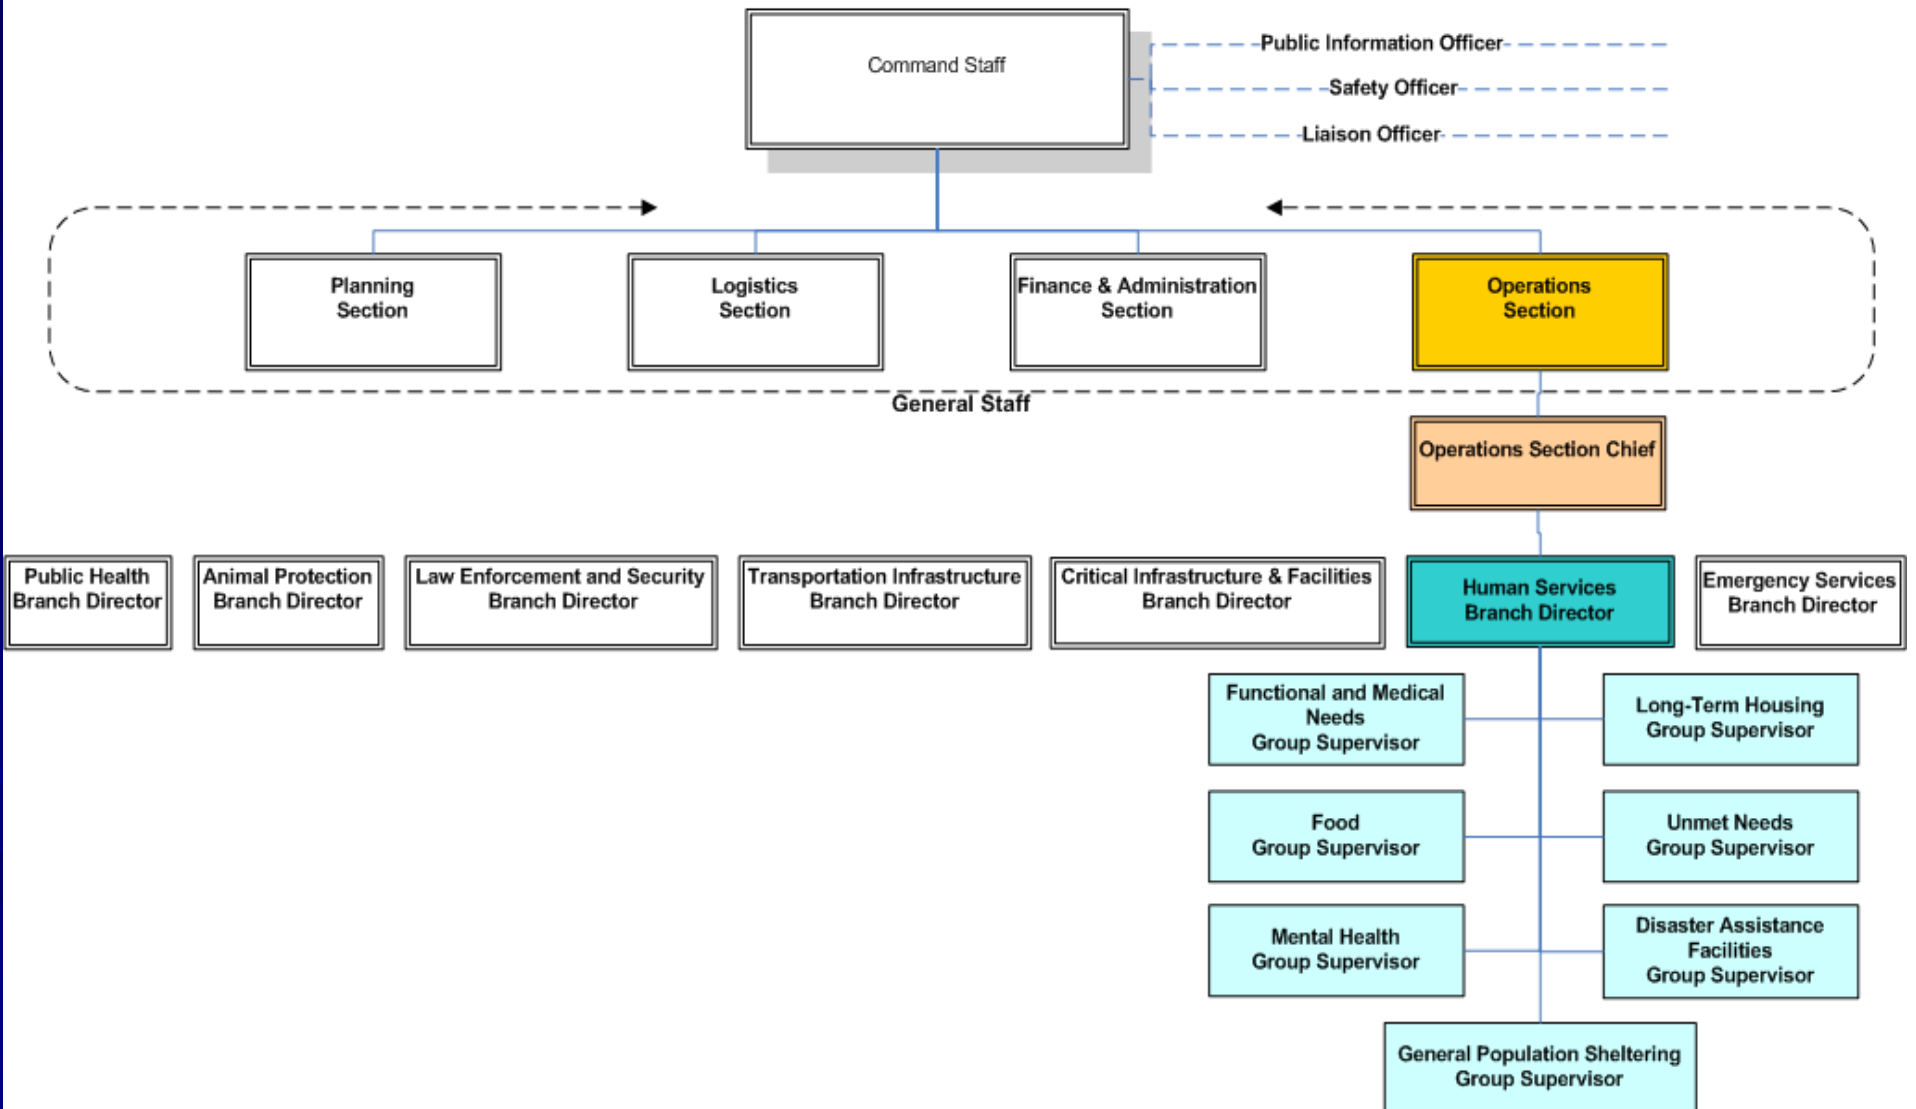 Command Staff
Public Information Officer
Safety Officer
Liaison Officer
Planning
Section
Logistics
Section
Finance & Administration
Section
Operations
Section
General Staff
Operations Section Chief
Public Health
Branch Director
Animal Protection
Branch Director
Law Enforcement and Security
Branch Director
Transportation Infrastructure
Branch Director
Critical Infrastructure & Facilities
Branch Director
Human Services
Branch Director
Emergency Services
Branch Director
Functional and Medical
Needs
Group Supervisor
Long-Term Housing
Group Supervisor
Food
Group Supervisor
Unmet Needs
Group Supervisor
Mental Health
Group Supervisor
Disaster Assistance
Facilities
Group Supervisor
General Population Sheltering
Group Supervisor